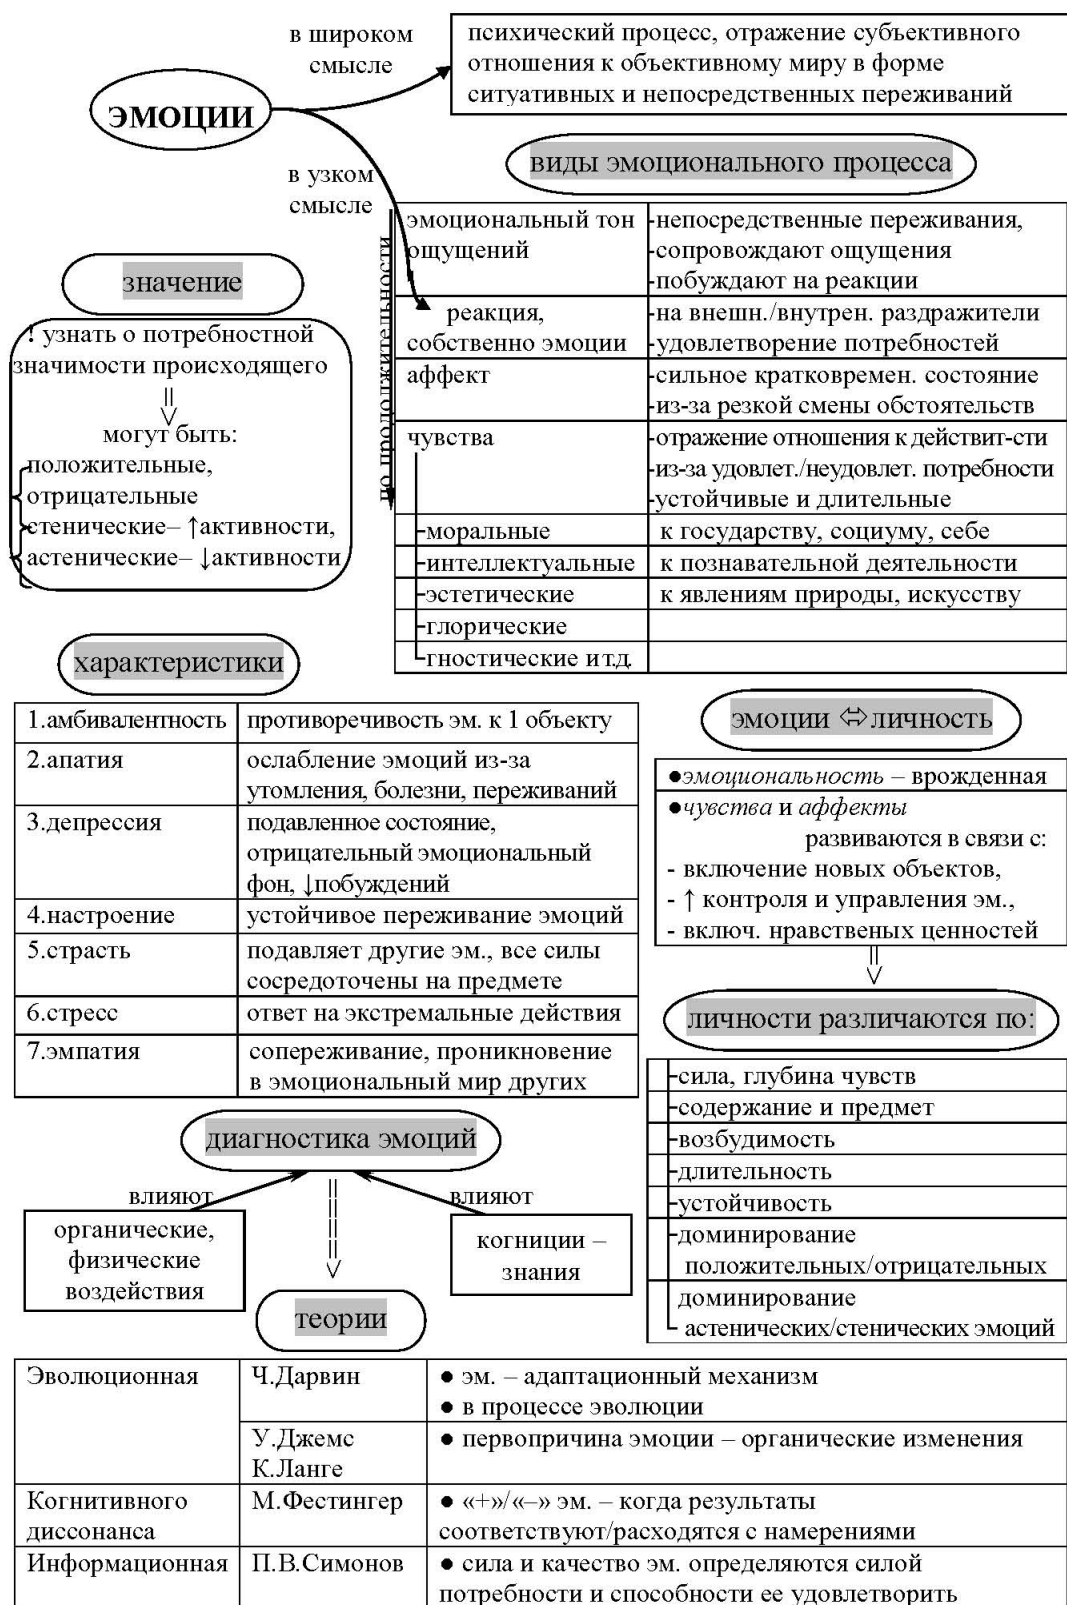 ЭМОЦИИ
в широком
смысле
психический процесс, отражение субъективного
отношения к объективному миру в форме
ситуативных и непосредственных переживаний
в узком
смысле
виды эмоционального процесса
по продолжительности
эмоциональный тон
ощущений
-непосредственные переживания,
-сопровождают ощущения
-побуждают на реакции
реакция,
собственно эмоции
-на внешн./внутрен. раздражители
-удовлетворение потребностей
аффект
-сильное кратковремен. состояние
-из-за резкой смены обстоятельств
чувства
-отражение отношения к действит-сти
-из-за удовлет./неудовлет. потребности
-устойчивые и длительные
-моральные
к государству, социуму, себе
-интеллектуальные
к познавательной деятельности
-эстетические
к явлениям природы, искусству
-глорические
-гностические и т.д.
значение
! узнать о потребностной
значимости происходящего
могут быть:
положительные,
отрицательные
стенические– ↑активности,
астенические– ↓активности
характеристики
1.амбивалентность
противоречивость эм. к 1 объекту
2.апатия
ослабление эмоций из-за
утомления, болезни, переживаний
3.депрессия
подавленное состояние,
отрицательный эмоциональный
фон, ↓побуждений
4.настроение
устойчивое переживание эмоций
5.страсть
подавляет другие эм., все силы
сосредоточены на предмете
6.стресс
ответ на экстремальные действия
7.эмпатия
сопереживание, проникновение
в эмоциональный мир других
эмоции ⇔личность
●эмоциональность – врожденная
●чувства и аффекты
развиваются в связи с:
- включение новых объектов,
- ↑ контроля и управления эм.,
- включ. нравственых ценностей
личности различаются по:
-сила, глубина чувств
-содержание и предмет
-возбудимость
-длительность
-устойчивость
-доминирование
положительных/отрицательных
доминирование
астенических/стенических эмоций
диагностика эмоций
влияют
влияют
органические,
физические
воздействия
когниции –
знания
теории
Эволюционная
Ч.Дарвин
● эм. – адаптационный механизм
● в процессе эволюции
У.Джемс
К.Ланге
● первопричина эмоции – органические изменения
Когнитивного
диссонанса
М.Фестингер
● «+»/«–» эм. – когда результаты
соответствуют/расходятся с намерениями
Информационная
П.В.Симонов
● сила и качество эм. определяются силой
потребности и способности ее удовлетворить